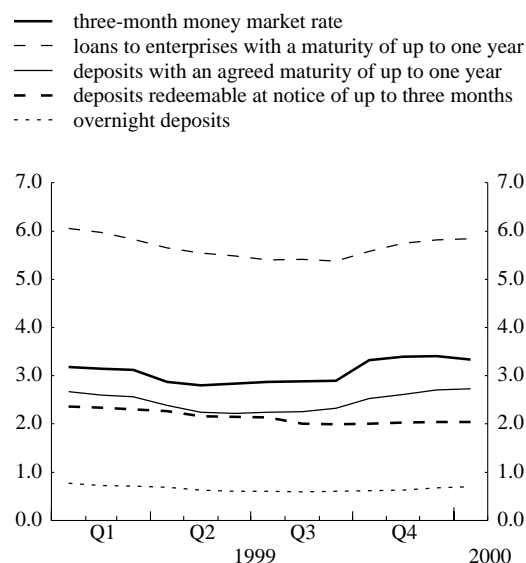 three-month money market rate
loans to enterprises with a maturity of up to one year
deposits with an agreed maturity of up to one year
deposits redeemable at notice of up to three months
overnight deposits
7.0 7.0
6.0 6.0
5.0 5.0
4.0 4.0
3.0 3.0
2.0 2.0
1.0 1.0
0.0 0.0
Q1 Q2 Q3 Q4
1999 2000